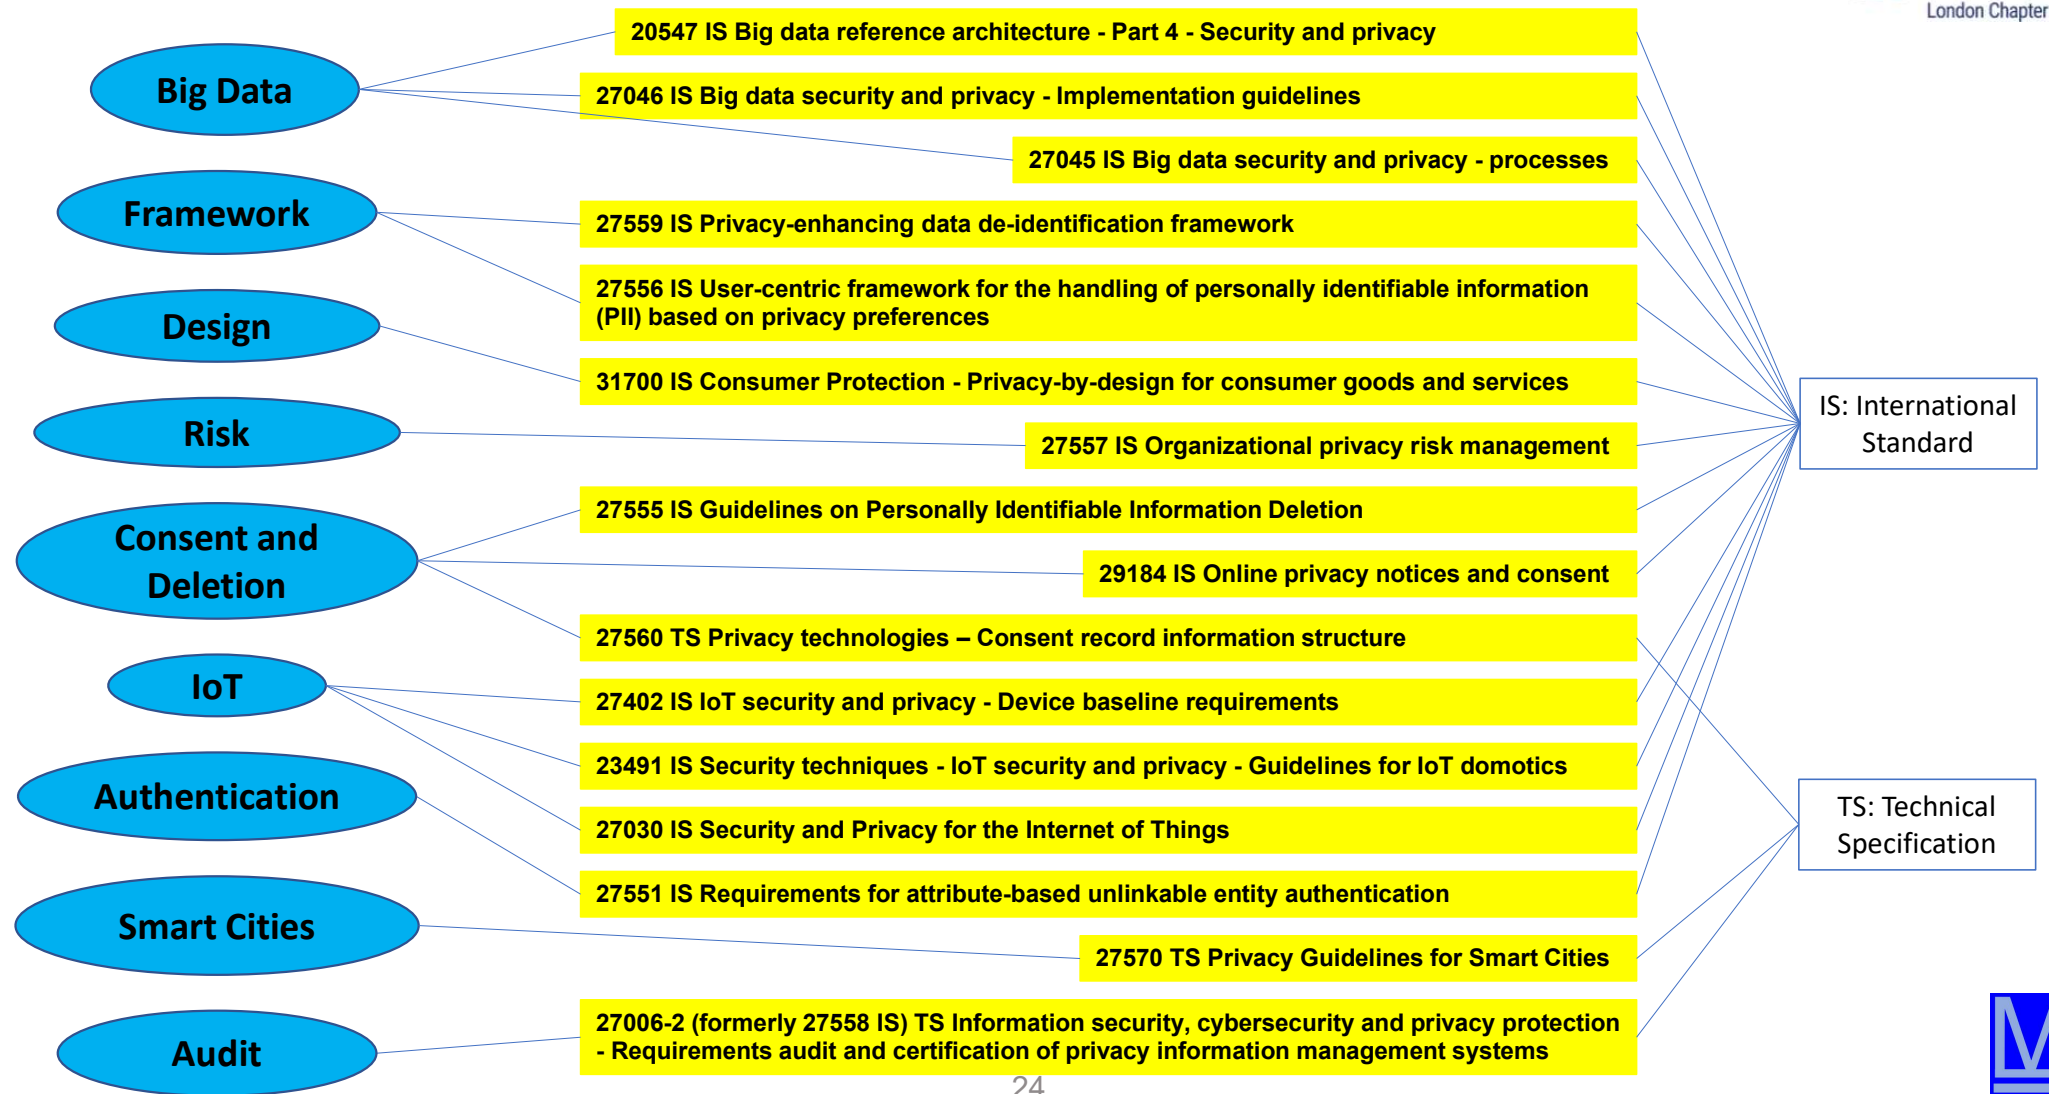 London Chapter
20547 IS Big data reference architecture - Part 4 - Security and privacy
Big Data
27046 IS Big data security and privacy - Implementation guidelines
27045 IS Big data security and privacy - processes
Framework
27559 IS Privacy-enhancing data de-identification framework
27556 IS User-centric framework for the handling of personally identifiable information
(PII) based on privacy preferences
Design
31700 IS Consumer Protection - Privacy-by-design for consumer goods and services
IS: International
Standard
Risk
27557 IS Organizational privacy risk management
27555 IS Guidelines on Personally Identifiable Information Deletion
Consent and
Deletion
29184 IS Online privacy notices and consent
27560 TS Privacy technologies – Consent record information structure
IoT
27402 IS IoT security and privacy - Device baseline requirements
23491 IS Security techniques - IoT security and privacy - Guidelines for IoT domotics
Authentication
TS: Technical
Specification
27030 IS Security and Privacy for the Internet of Things
27551 IS Requirements for attribute-based unlinkable entity authentication
Smart Cities
27570 TS Privacy Guidelines for Smart Cities
27006-2 (formerly 27558 IS) TS Information security, cybersecurity and privacy protection
- Requirements audit and certification of privacy information management systems
Audit
24